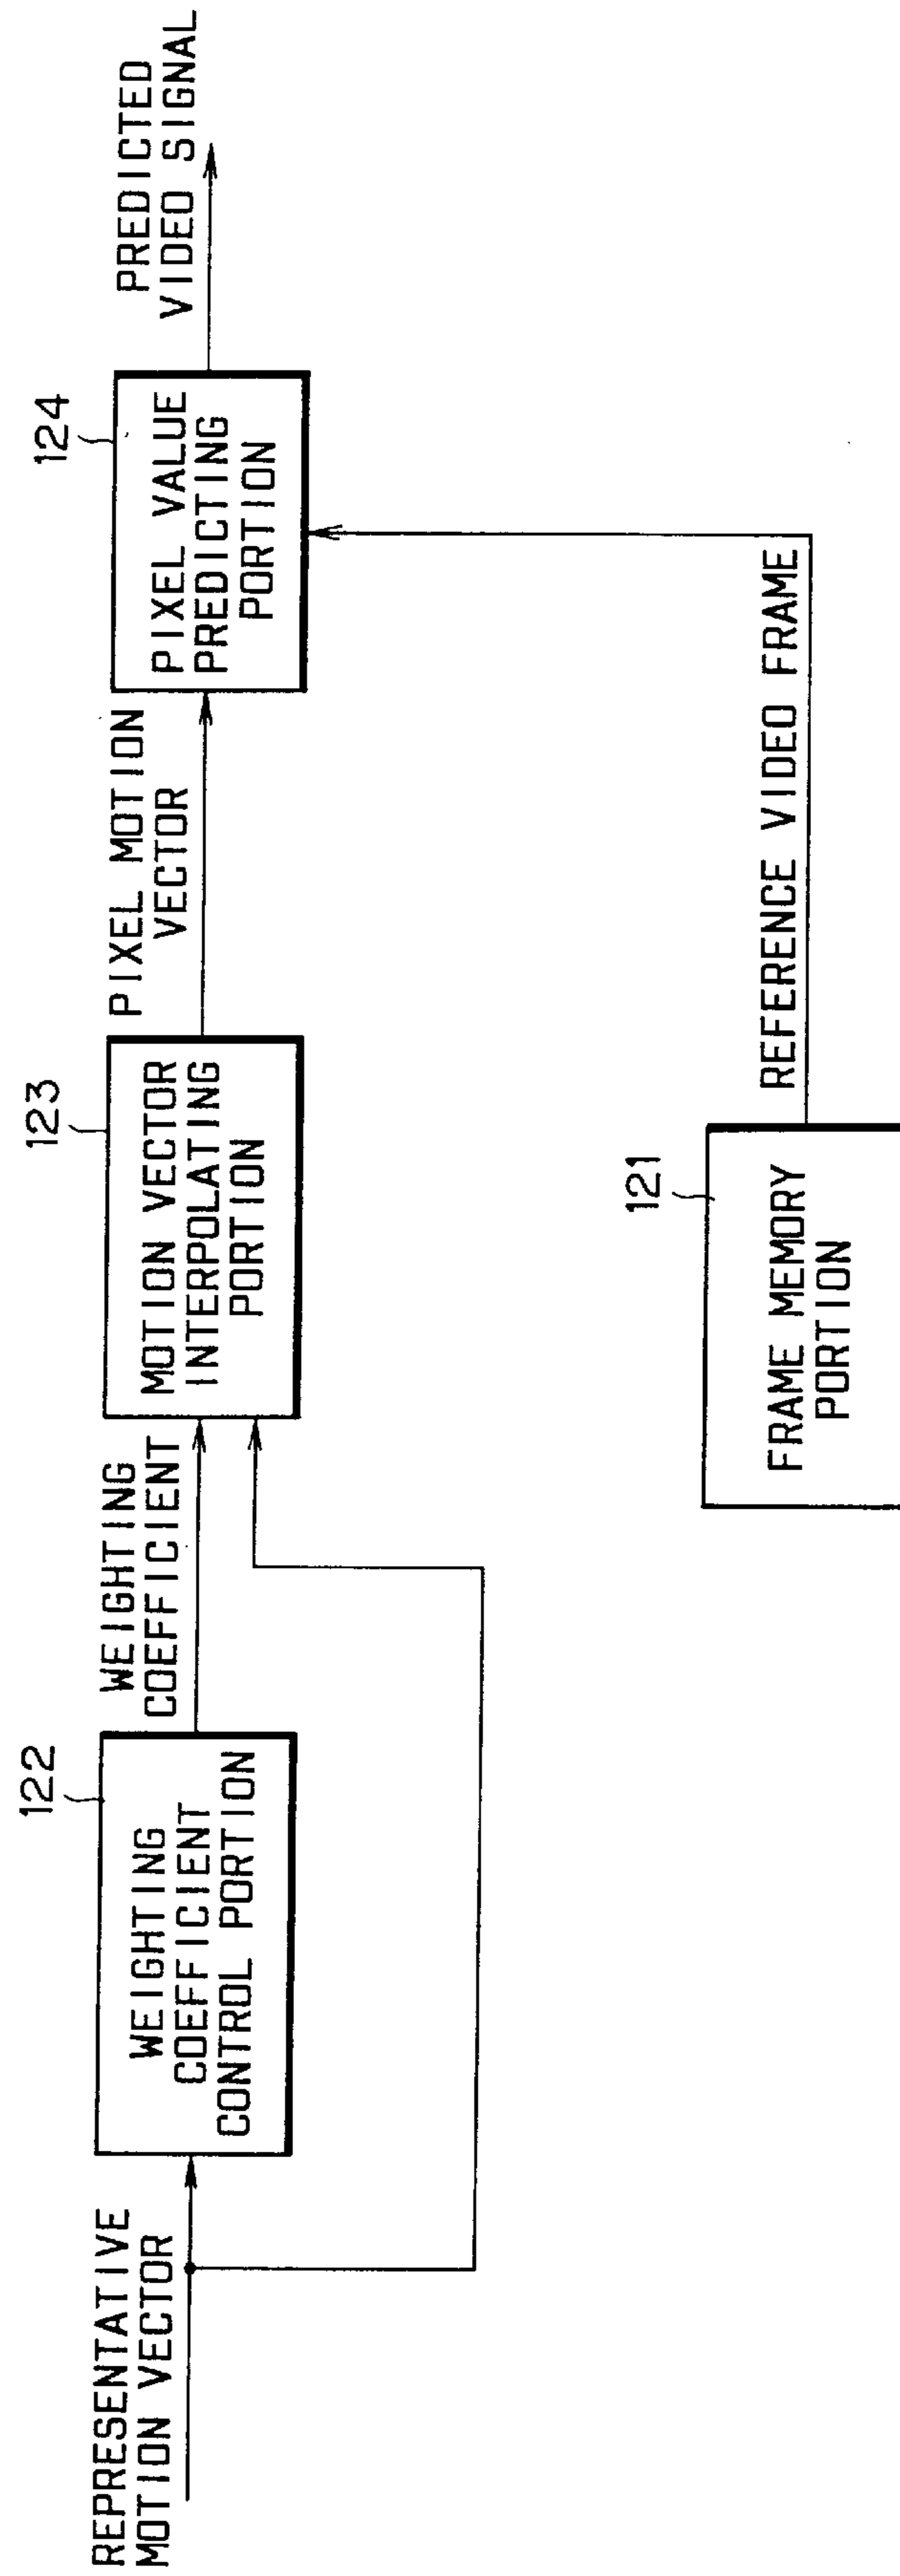 REPRESENTATIVE
MOTION VECTOR
122
WEIGHTING
COEFFICIENT
CONTROL PORTION
WEIGHTING
COEFFICIENT
123
MOTION VECTOR
INTERPOLATING
PORTION
PIXEL MOTION
VECTOR
124
PIXEL VALUE
PREDICTING
PORTION
PREDICTED
VIDEO SIGNAL
121
FRAME MEMORY
PORTION
REFERENCE VIDEO FRAME